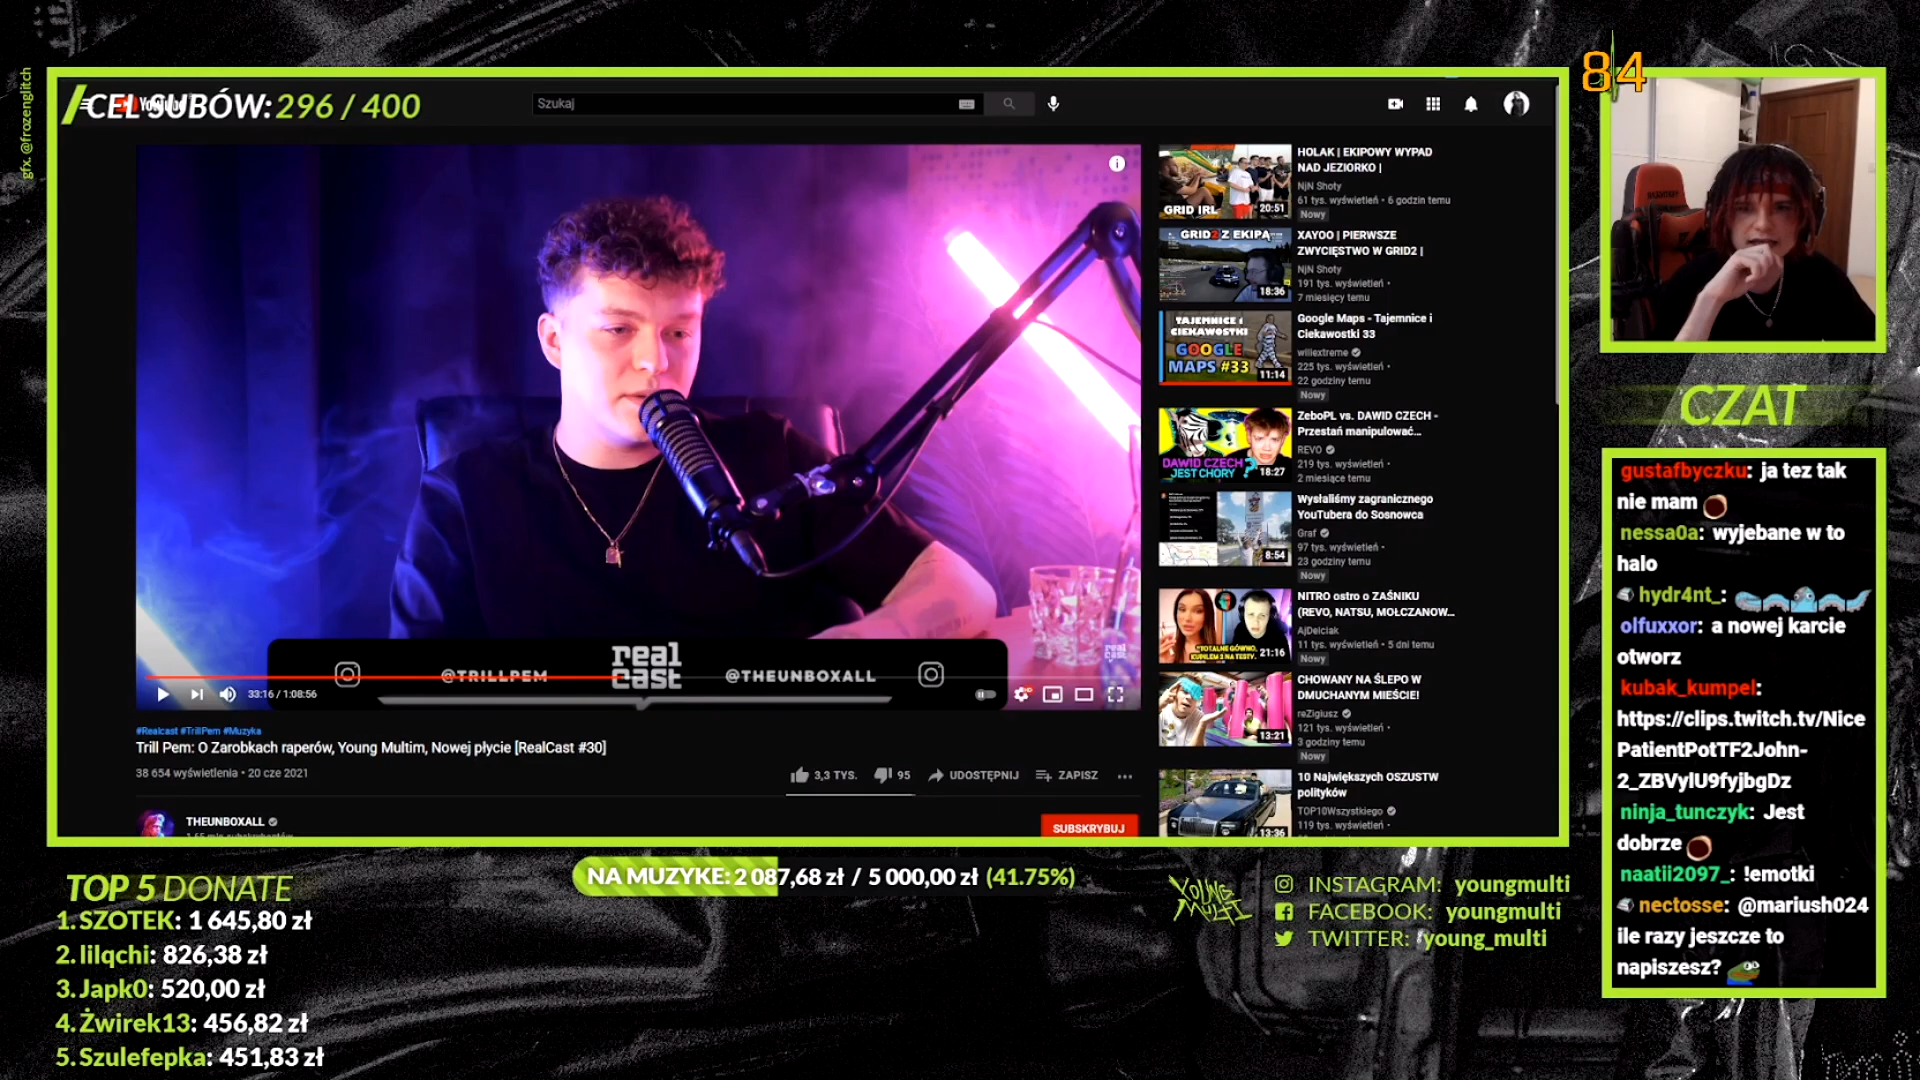 gfx. @frozenglitch
CEL SUBÓW: 296 / 400
Szukaj
84
@TRILLPEM
real cast
@THEUNBOXALL
33:16 / 1:08:56
#Realcast #TrillPem #Muzyka
Trill Pem: O Zarobkach raperów, Young Multim, Nowej płycie [RealCast #30]
38 654 wyświetlenia • 20 cze 2021
3,3 TYS.
95
UDOSTĘPNIJ
ZAPISZ
THEUNBOXALL
SUBSKRYBUJ
GRID IRL
20:51
HOLAK | EKIPOWY WYPAD
NAD JEZIORKO |
NjN Shoty
61 tys. wyświetleń • 6 godzin temu
Nowy
GRID2 Z EKIPĄ
18:36
XAYOO | PIERWSZE
ZWYCIĘSTWO W GRID2 |
NjN Shoty
191 tys. wyświetleń •
7 miesięcy temu
TAJEMNICE i
CIEKAWOSTKI
GOOGLE
MAPS #33
11:14
Google Maps - Tajemnice i
Ciekawostki 33
willextreme
225 tys. wyświetleń •
22 godziny temu
Nowy
DAWID CZECH
JEST CHORY ?
18:27
ZeboPL vs. DAWID CZECH -
Przestań manipulować...
REVO
219 tys. wyświetleń •
2 miesiące temu
8:54
Wysłaliśmy zagranicznego
YouTubera do Sosnowca
Graf
97 tys. wyświetleń •
23 godziny temu
Nowy
"TOTALNE GÓWNO,
KUPIŁEM 2 NA TESTY.
21:16
NITRO ostro o ZAŚNIKU
(REVO, NATSU, MOŁCZANOW...
AjDelciak
11 tys. wyświetleń • 5 dni temu
Nowy
13:21
CHOWANY NA ŚLEPO W
DMUCHANYM MIEŚCIE!
reZigiusz
121 tys. wyświetleń •
3 godziny temu
Nowy
13:36
10 Największych OSZUSTW
polityków
TOP10Wszystkiego
119 tys. wyświetleń •
CZAT
gustafbyczku: ja tez tak
nie mam
nessa0a: wyjebane w to
halo
hydr4nt_:
olfuxxor: a nowej karcie
otworz
kubak_kumpel:
https://clips.twitch.tv/Nice
PatientPotTF2John-
2_ZBVylU9fyjbgDz
ninja_tunczyk: Jest
dobrze
naatii2097_: !emotki
nectosse: @mariush024
ile razy jeszcze to
napiszesz?
TOP 5 DONATE
1. SZOTEK: 1 645,80 zł
2. lilqchi: 826,38 zł
3. Japk0: 520,00 zł
4. Żwirek13: 456,82 zł
5. Szulefepka: 451,83 zł
NA MUZYKE: 2 087,68 zł / 5 000,00 zł (41.75%)
YOUNG
MULTI
INSTAGRAM: youngmulti
FACEBOOK: youngmulti
TWITTER: young_multi